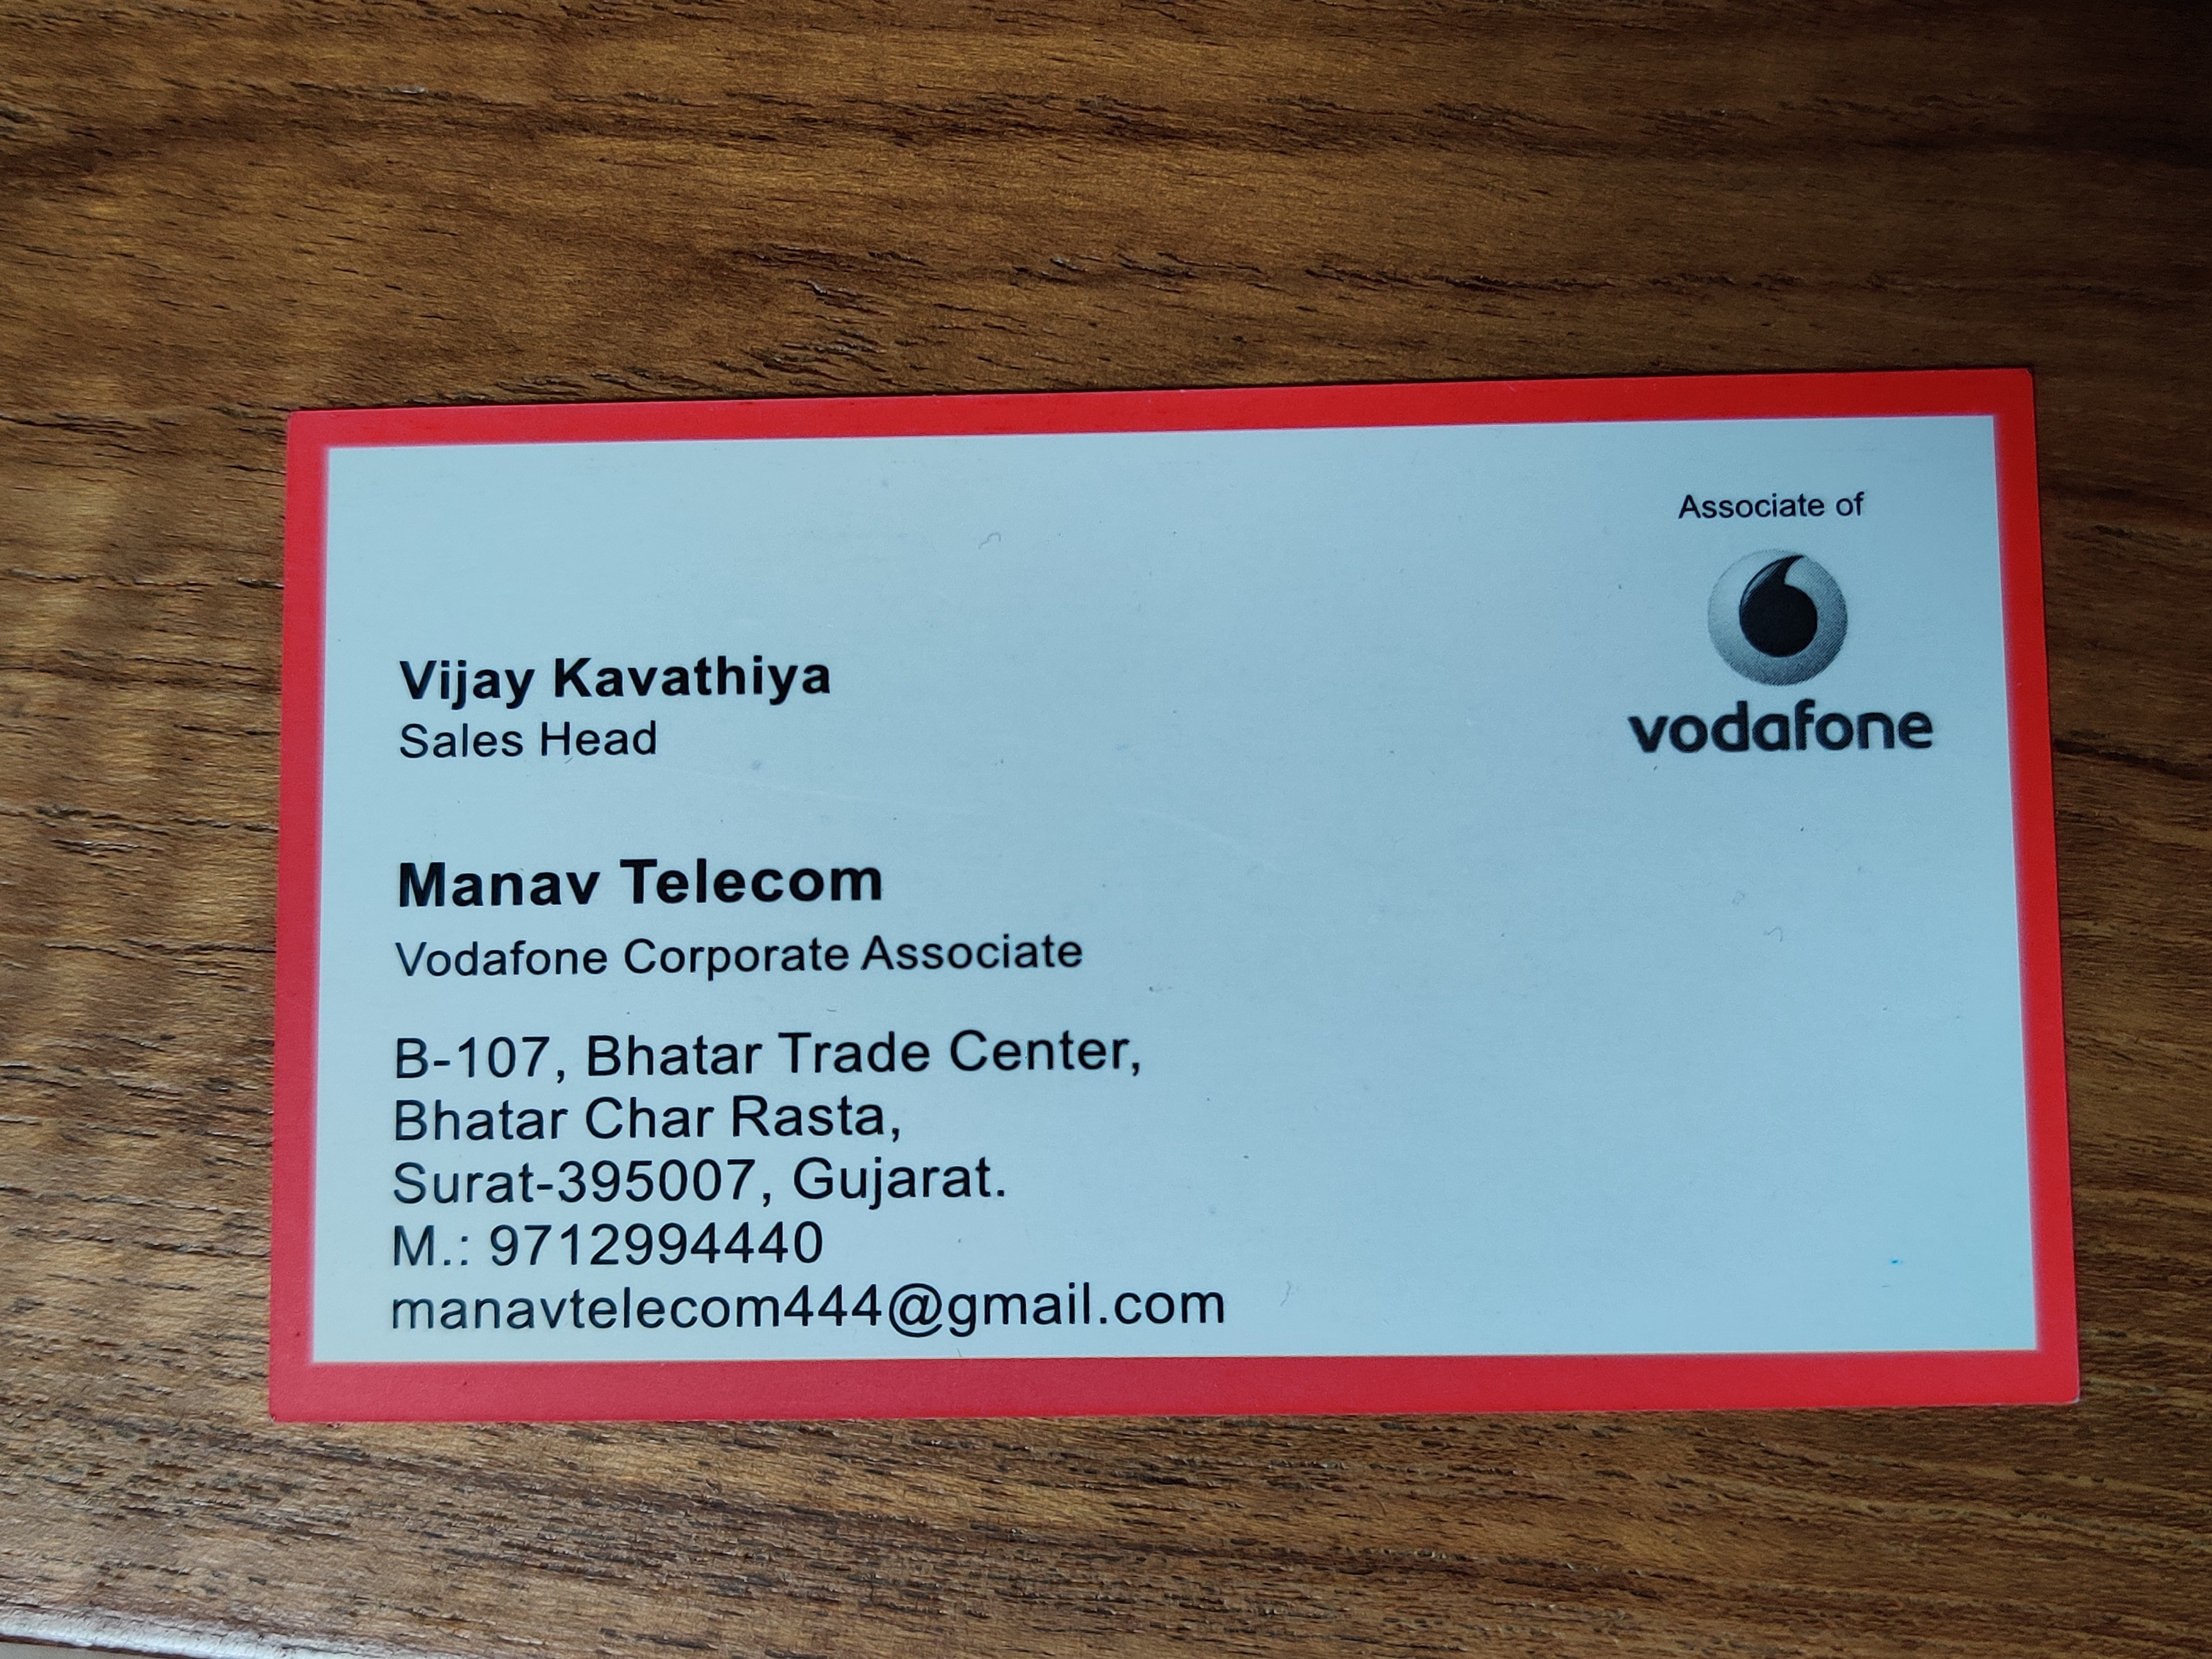 Associate of
vodafone
Vijay Kavathiya
Sales Head
Manav Telecom
Vodafone Corporate Associate
B-107, Bhatar Trade Center,
Bhatar Char Rasta,
Surat-395007, Gujarat.
M.: 9712994440
manavtelecom444@gmail.com